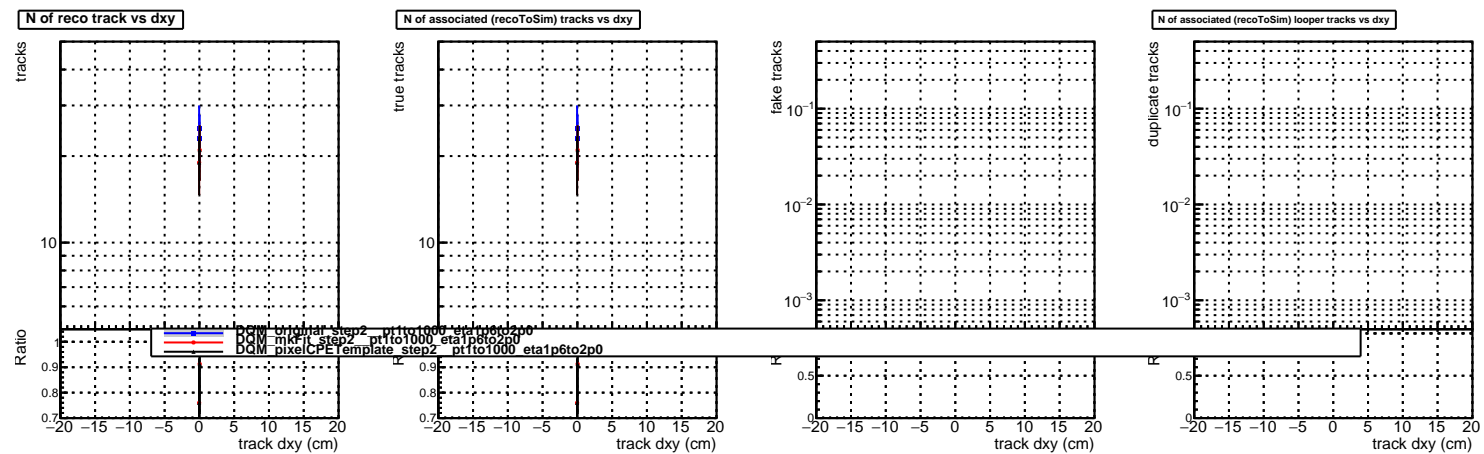 N of reco track vs dxy
tracks
10
Ratio
1
0.9
0.8
0.7
−20 −15 −10 −5 0 5 10 15 20
track dxy (cm)
N of associated (recoToSim) tracks vs dxy
true tracks
10
1
0.9
0.8
0.7
−20 −15 −10 −5 0 5 10 15 20
track dxy (cm)
fake tracks
10−1
10−2
10−3
0.5
0
−20 −15 −10 −5 0 5 10 15 20
track dxy (cm)
N of associated (recoToSim) looper tracks vs dxy
duplicate tracks
10−1
10−2
10−3
0.5
0
−20 −15 −10 −5 0 5 10 15 20
track dxy (cm)
DQM_original_step2__pt1to1000_eta1p6to2p0
DQM_mkFit_step2__pt1to1000_eta1p6to2p0
DQM_pixelCPETemplate_step2__pt1to1000_eta1p6to2p0